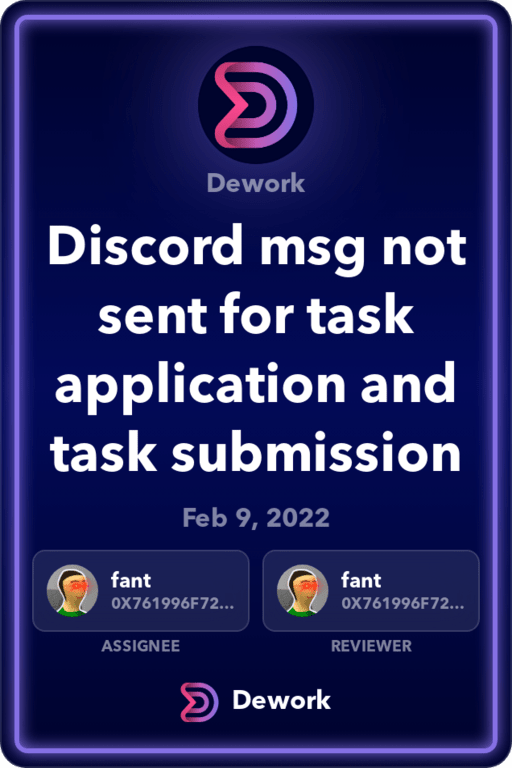 Dework
Discord msg not
sent for task
application and
task submission
Feb 9, 2022
fant
0X761996F72...
fant
0X761996F72...
ASSIGNEE
REVIEWER
Dework